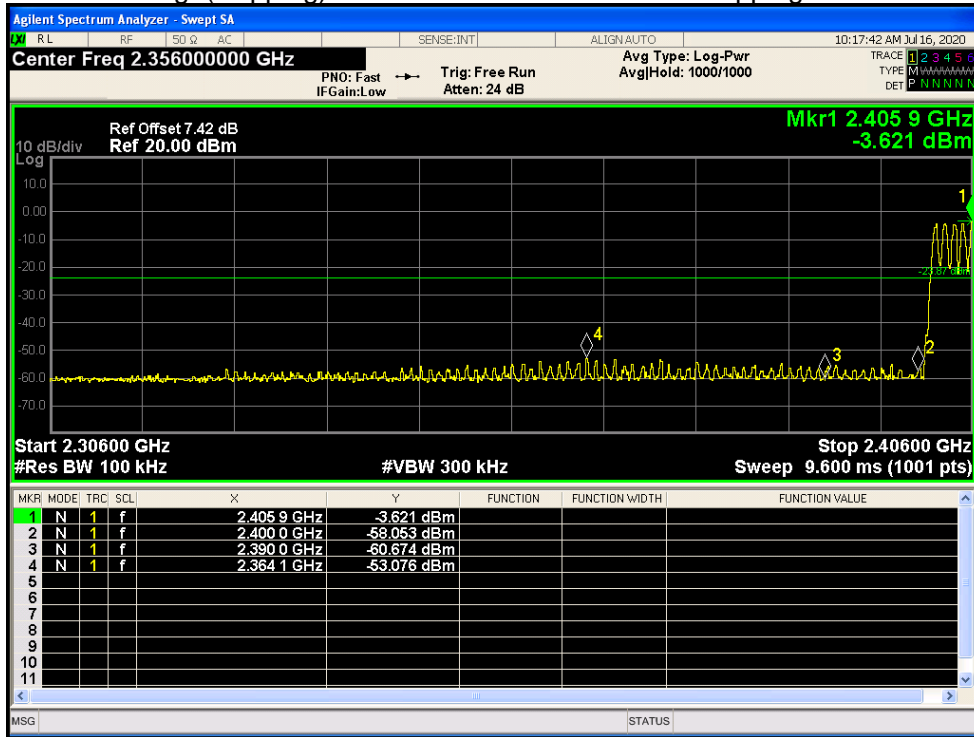 Agilent Spectrum Analyzer - Swept SA
LXI RL RF 50 Ω AC SENSE:INT ALIGN AUTO 10:17:42 AM Jul 16, 2020
Center Freq 2.356000000 GHz
PNO: Fast Trig: Free Run Avg Type: Log-Pwr TRACE 1 2 3 4 5 6
IFGain:Low Atten: 24 dB Avg|Hold: 1000/1000 TYPE M
DET P N N N N N
Mkr1 2.405 9 GHz
-3.621 dBm
Ref Offset 7.42 dB
10 dB/div Ref 20.00 dBm
Log
10.0
0.00
-10.0
-20.0
-30.0
-40.0
-50.0
-60.0
-70.0
1
-23.87 dBm
4
3
2
Start 2.30600 GHz Stop 2.40600 GHz
#Res BW 100 kHz #VBW 300 kHz Sweep 9.600 ms (1001 pts)
MKR MODE TRC SCL X Y FUNCTION FUNCTION WIDTH FUNCTION VALUE
1 N 1 f 2.405 9 GHz -3.621 dBm
2 N 1 f 2.400 0 GHz -58.053 dBm
3 N 1 f 2.390 0 GHz -60.674 dBm
4 N 1 f 2.364 1 GHz -53.076 dBm
5
6
7
8
9
10
11
MSG STATUS